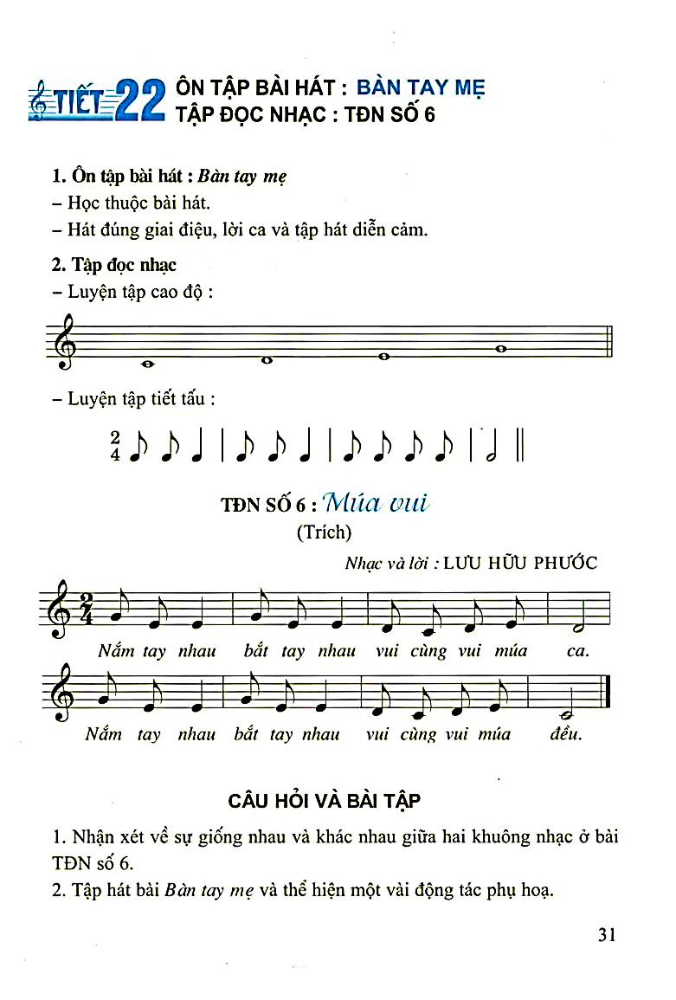 TIẾT 22 ÔN TẬP BÀI HÁT : BÀN TAY MẸ
TẬP ĐỌC NHẠC : TĐN SỐ 6
1. Ôn tập bài hát : Bàn tay mẹ
– Học thuộc bài hát.
– Hát đúng giai điệu, lời ca và tập hát diễn cảm.
2. Tập đọc nhạc
– Luyện tập cao độ :
– Luyện tập tiết tấu :
2
4
TĐN SỐ 6 : Múa vui
(Trích)
Nhạc và lời : LƯU HỮU PHƯỚC
2
4
Nắm tay nhau bắt tay nhau vui cùng vui múa ca.
Nắm tay nhau bắt tay nhau vui cùng vui múa đều.
CÂU HỎI VÀ BÀI TẬP
1. Nhận xét về sự giống nhau và khác nhau giữa hai khuông nhạc ở bài
TĐN số 6.
2. Tập hát bài Bàn tay mẹ và thể hiện một vài động tác phụ hoạ.
31